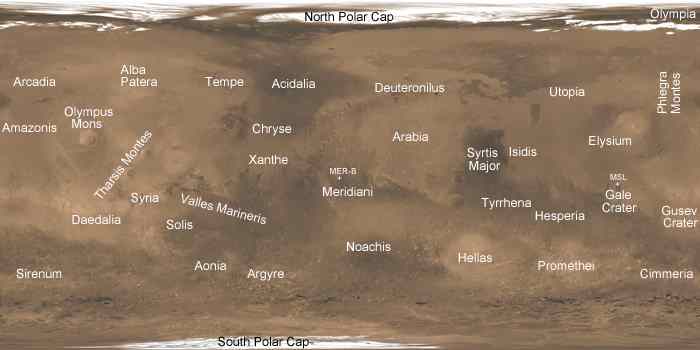 North Polar Cap
Olympia
Arcadia
Alba
Patera
Tempe
Acidalia
Deuteronilus
Utopia
Phlegra
Montes
Olympus
Mons
Amazonis
Chryse
Arabia
Elysium
Tharsis Montes
Xanthe
Syrtis
Major
Isidis
MER-B
Meridiani
MSL
Gale
Crater
Syria
Valles Marineris
Tyrrhena
Hesperia
Gusev
Crater
Daedalia
Solis
Noachis
Hellas
Sirenum
Aonia
Argyre
Promethei
Cimmeria
South Polar Cap